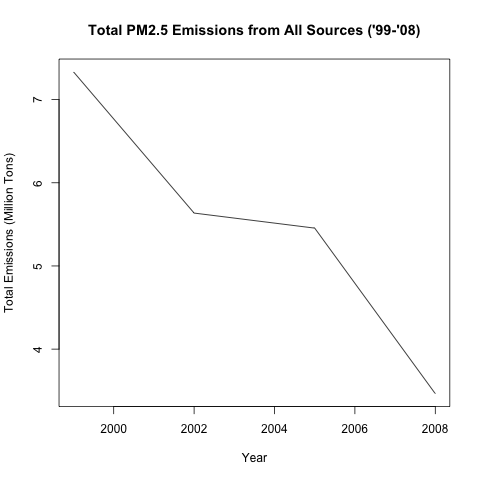 Total PM2.5 Emissions from All Sources ('99-'08)
Total Emissions (Million Tons)
7
6
5
4
2000 2002 2004 2006 2008
Year